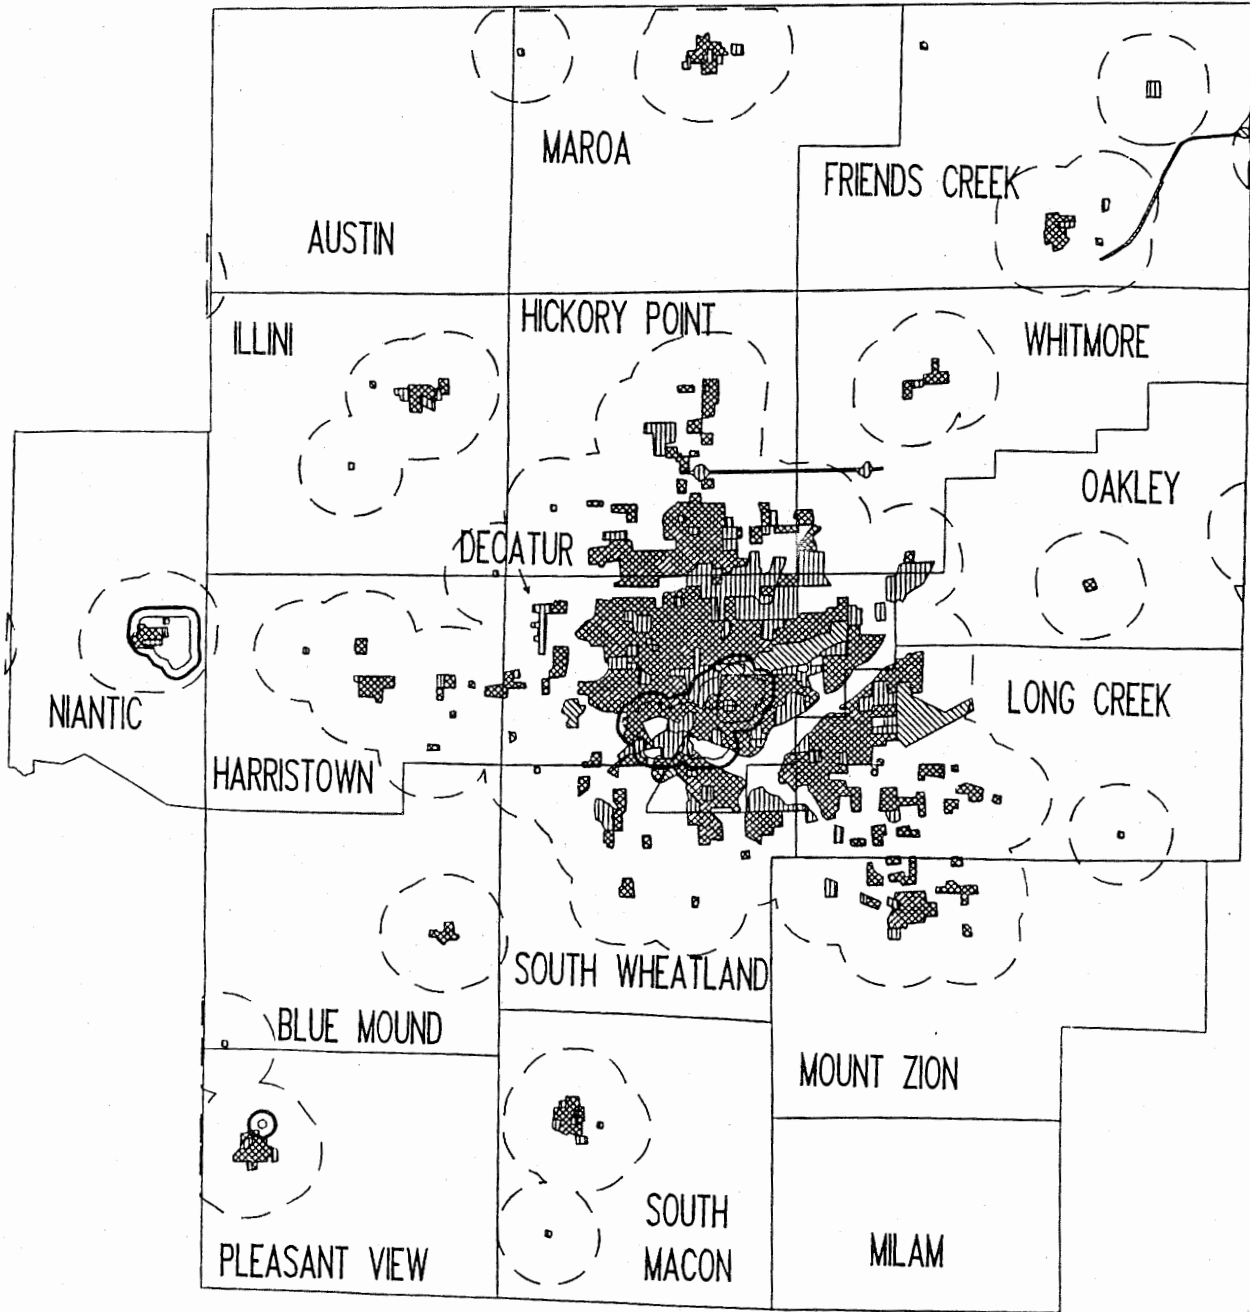 MAROA
FRIENDS CREEK
AUSTIN
HICKORY POINT
ILLINI
WHITMORE
OAKLEY
DECATUR
NIANTIC
LONG CREEK
HARRISTOWN
SOUTH WHEATLAND
BLUE MOUND
MOUNT ZION
SOUTH
MACON
MILAM
PLEASANT VIEW